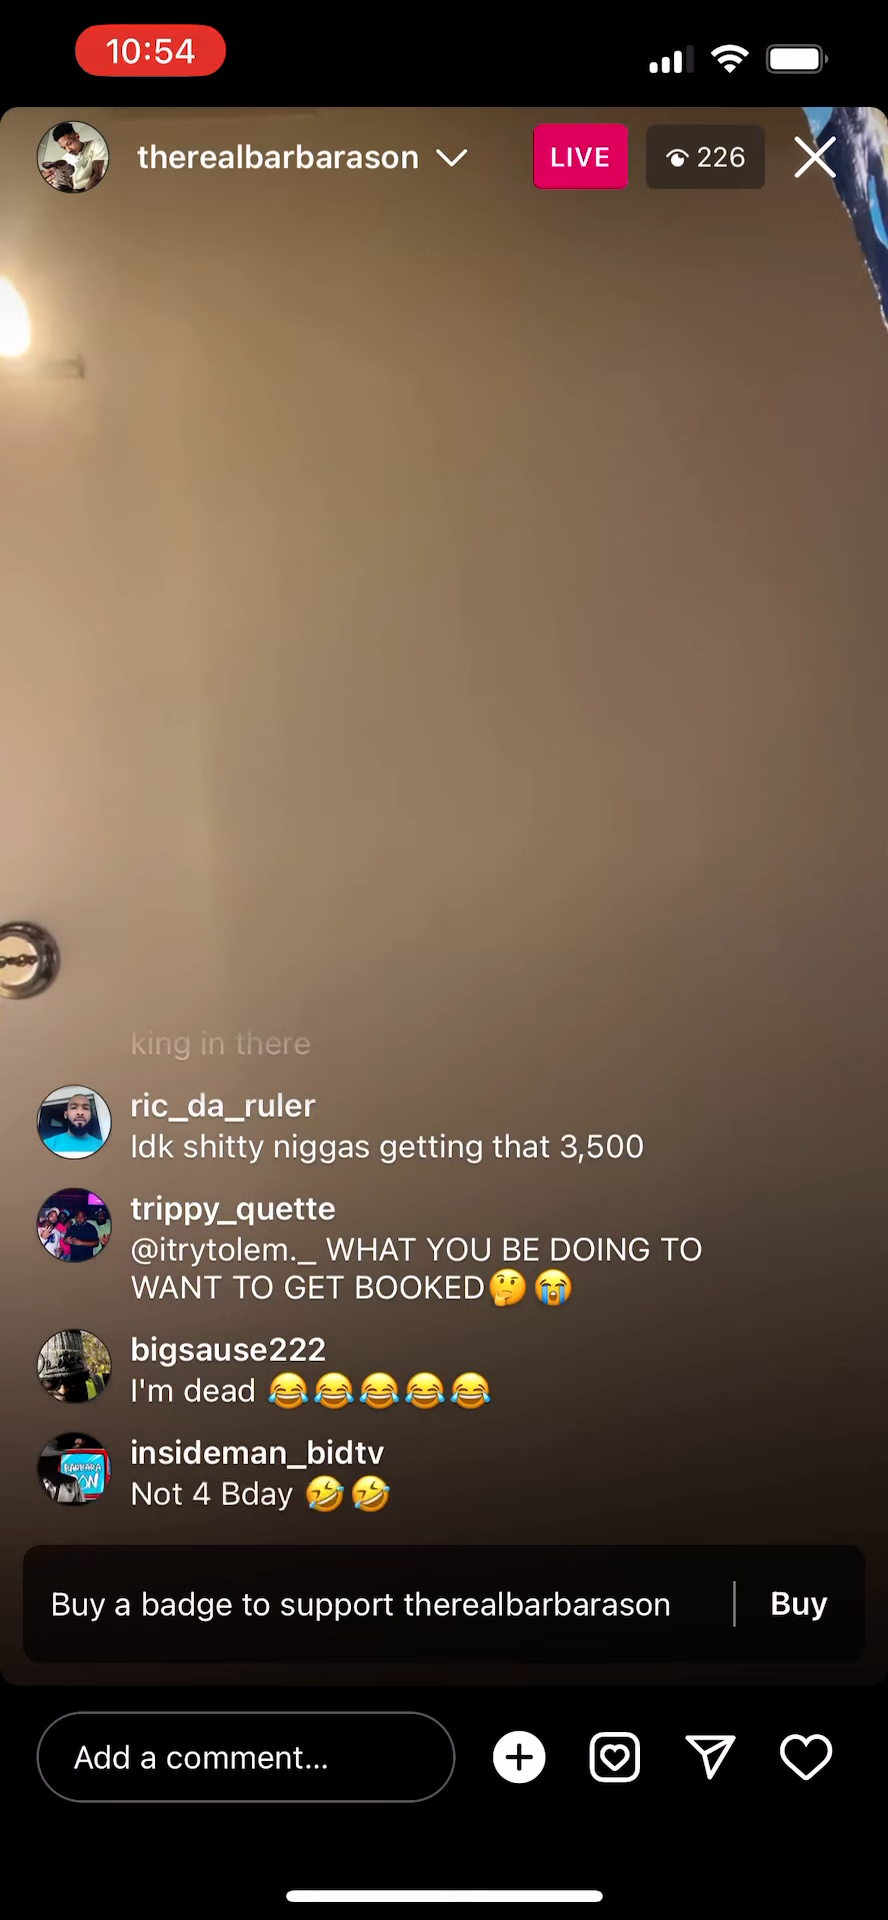 10:54
therealbarbarason LIVE 226
king in there
ric_da_ruler
Idk shitty niggas getting that 3,500
trippy_quette
@itrytolem._ WHAT YOU BE DOING TO
WANT TO GET BOOKED🤔😭
bigsause222
I'm dead 😂😂😂😂😂
insideman_bidtv
BARBARA
Not 4 Bday 🤣🤣
Buy a badge to support therealbarbarason | Buy
Add a comment...